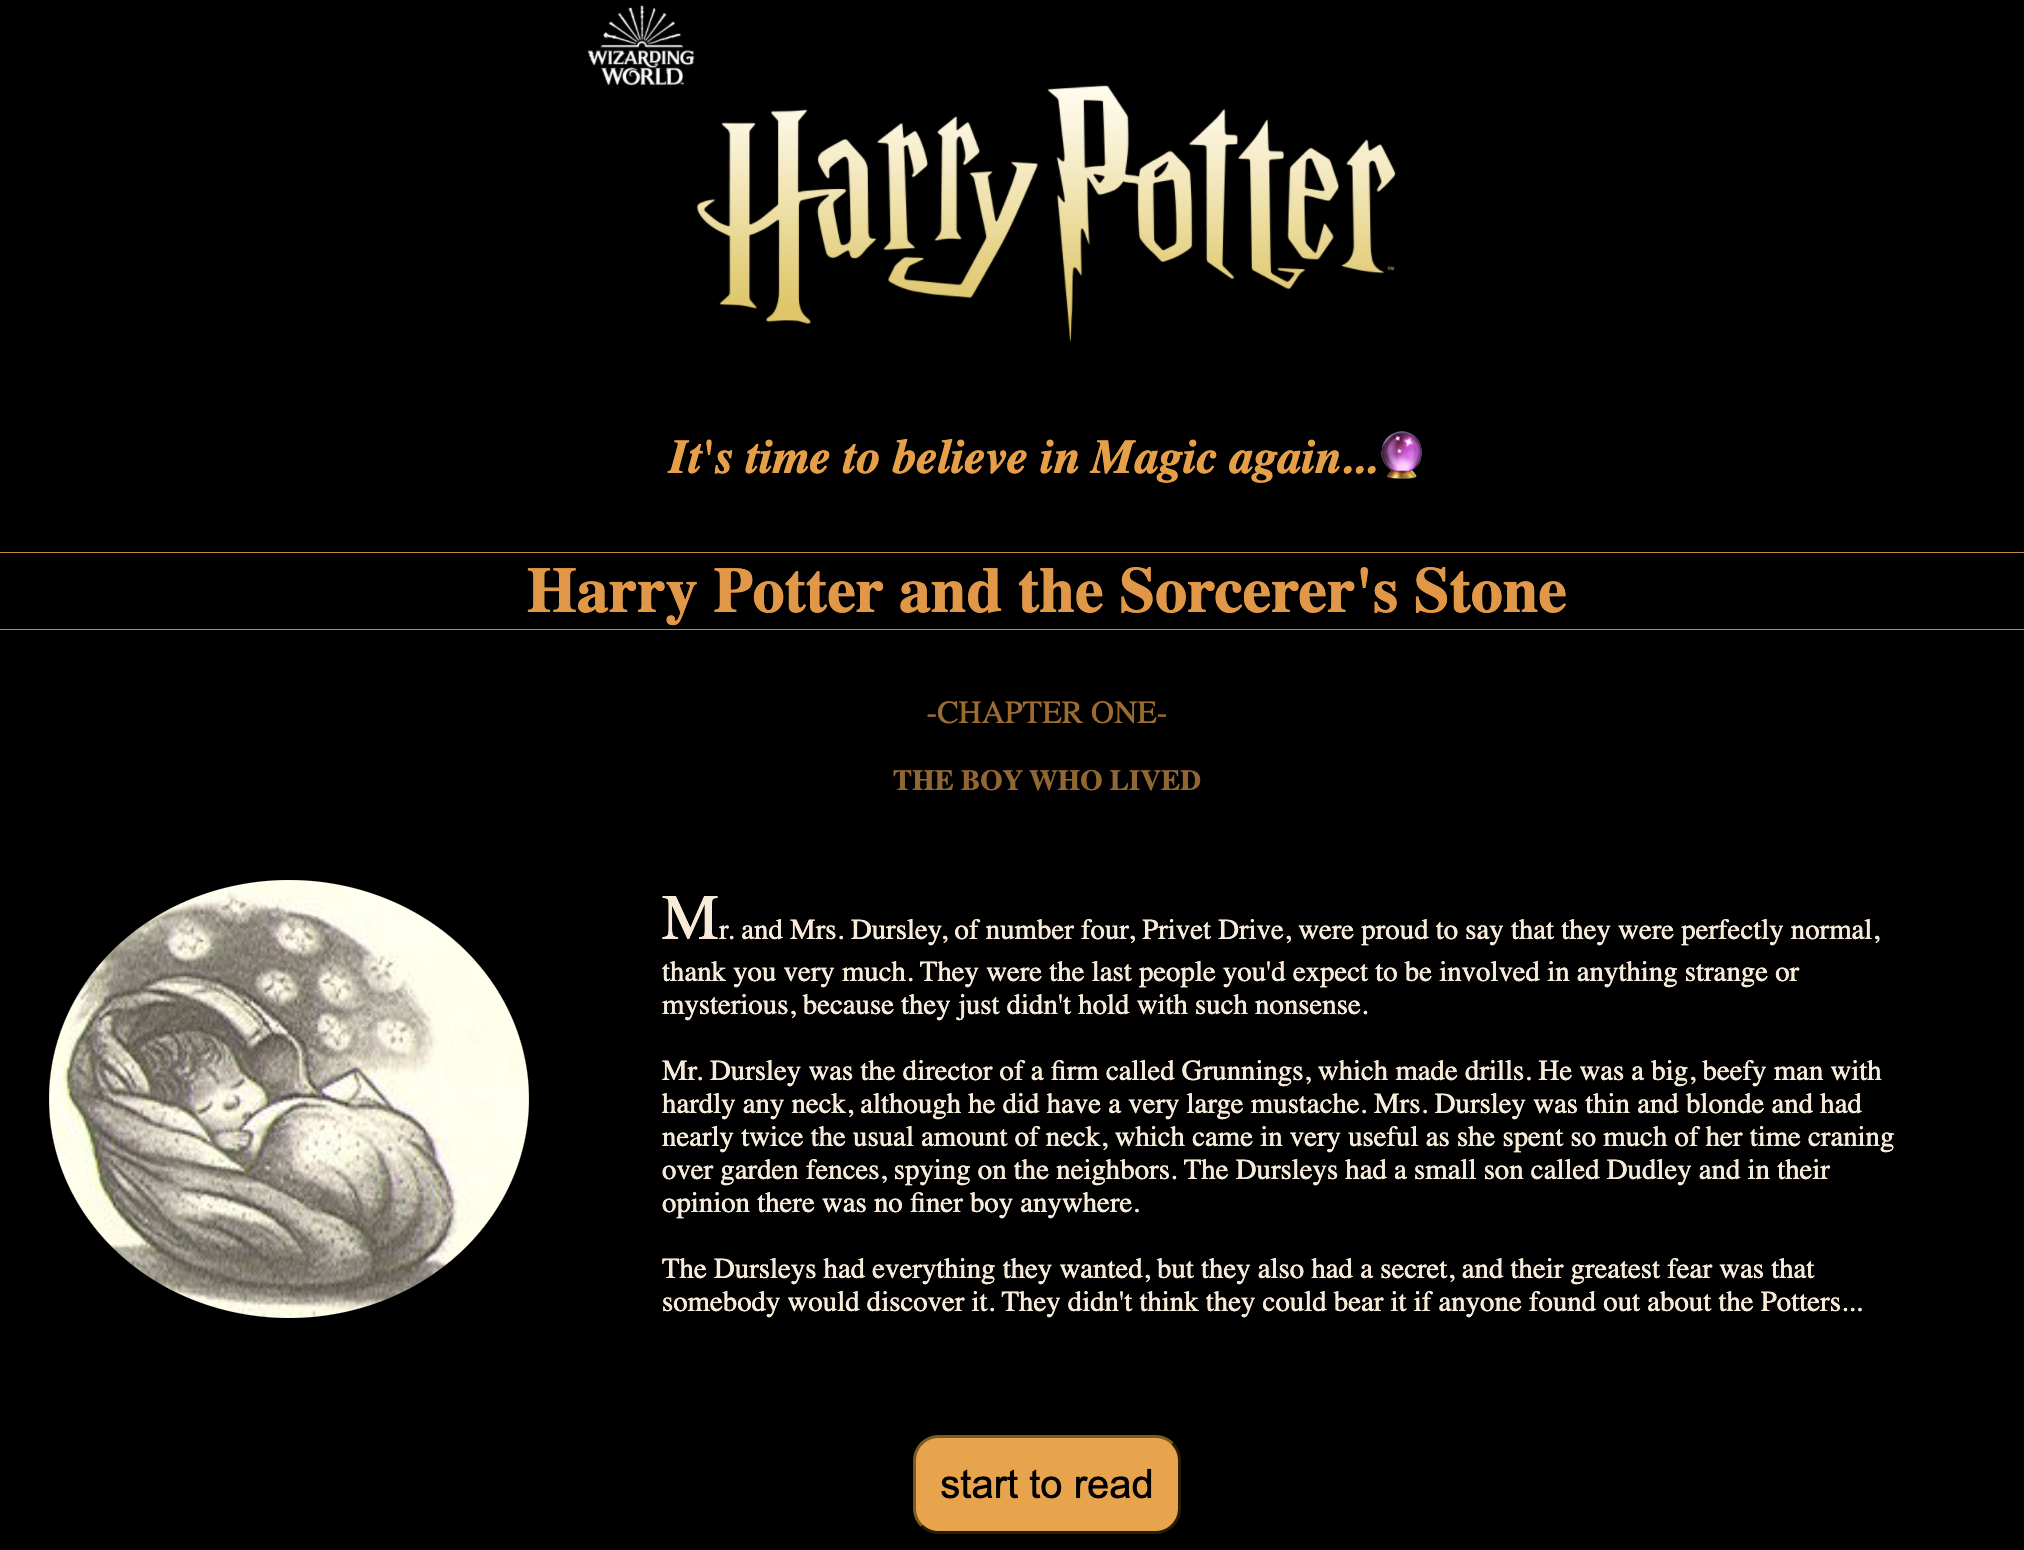 WIZARDING
WORLD
Harry Potter™
It's time to believe in Magic again...🔮
Harry Potter and the Sorcerer's Stone
-CHAPTER ONE-
THE BOY WHO LIVED
Mr. and Mrs. Dursley, of number four, Privet Drive, were proud to say that they were perfectly normal,
thank you very much. They were the last people you'd expect to be involved in anything strange or
mysterious, because they just didn't hold with such nonsense.
Mr. Dursley was the director of a firm called Grunnings, which made drills. He was a big, beefy man with
hardly any neck, although he did have a very large mustache. Mrs. Dursley was thin and blonde and had
nearly twice the usual amount of neck, which came in very useful as she spent so much of her time craning
over garden fences, spying on the neighbors. The Dursleys had a small son called Dudley and in their
opinion there was no finer boy anywhere.
The Dursleys had everything they wanted, but they also had a secret, and their greatest fear was that
somebody would discover it. They didn't think they could bear it if anyone found out about the Potters...
start to read